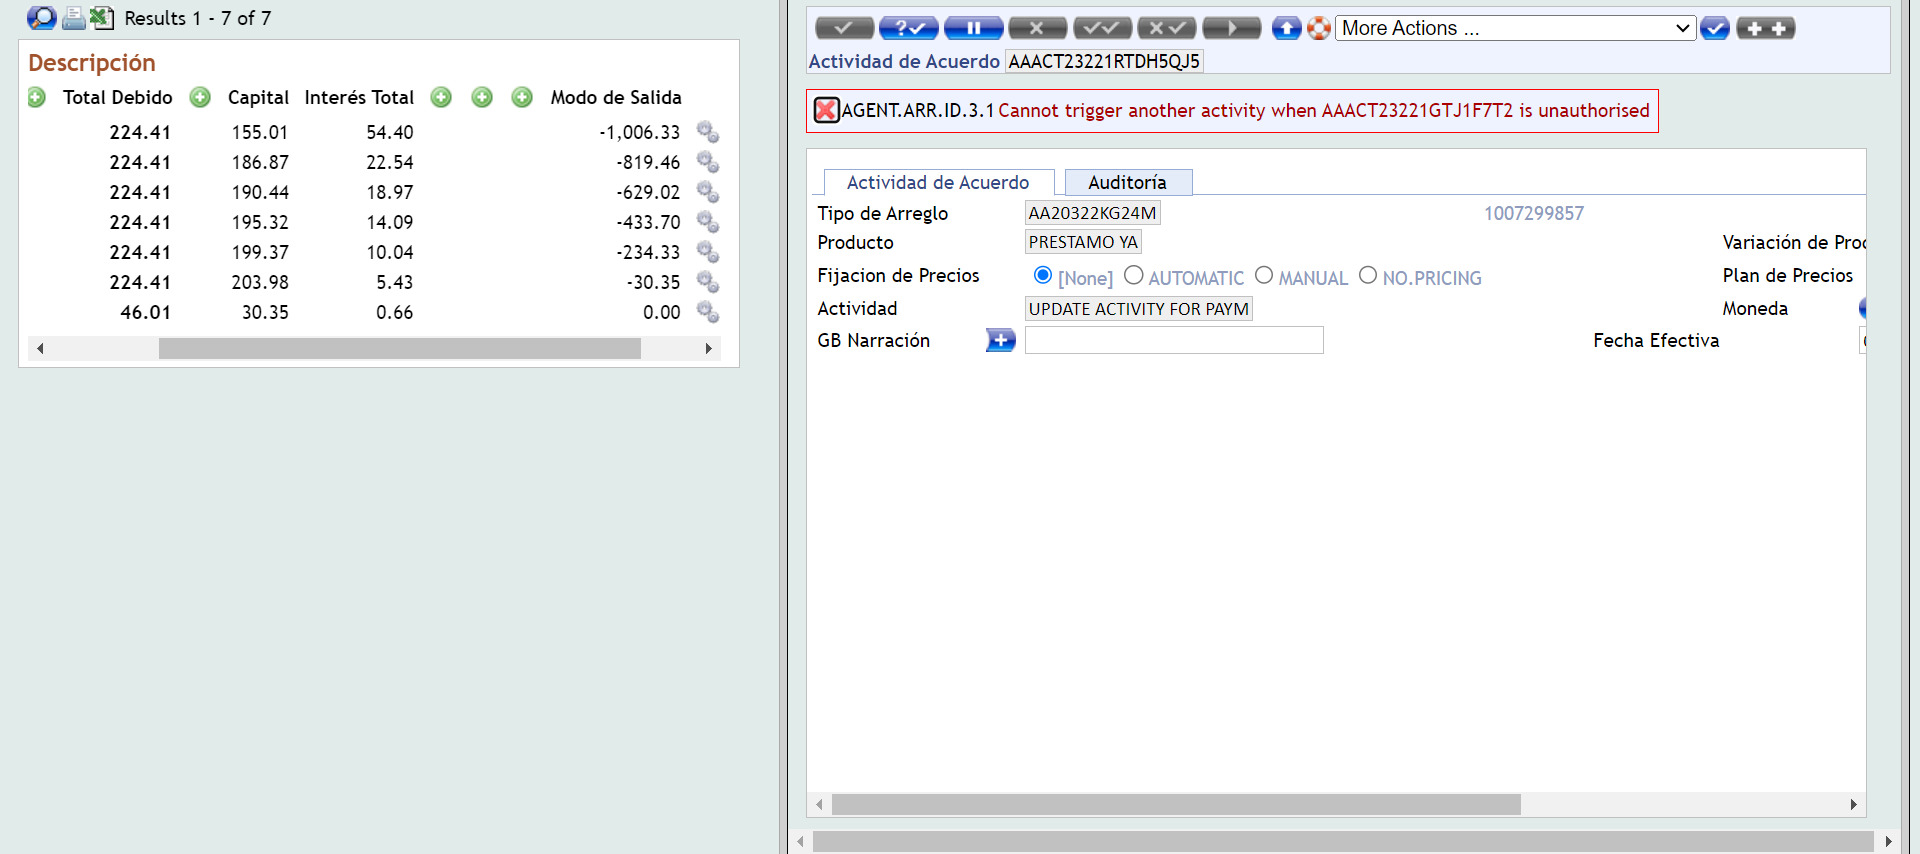 Results 1 - 7 of 7
Descripción
Total Debido Capital Interés Total Modo de Salida
224.41 155.01 54.40 -1,006.33
224.41 186.87 22.54 -819.46
224.41 190.44 18.97 -629.02
224.41 195.32 14.09 -433.70
224.41 199.37 10.04 -234.33
224.41 203.98 5.43 -30.35
46.01 30.35 0.66 0.00
More Actions ...
Actividad de Acuerdo AAACT23221RTDH5QJ5
AGENT.ARR.ID.3.1 Cannot trigger another activity when AAACT23221GTJ1F7T2 is unauthorised
Actividad de Acuerdo Auditoría
Tipo de Arreglo AA20322KG24M 1007299857
Producto PRESTAMO YA Variación de Prod
Fijacion de Precios [None] AUTOMATIC MANUAL NO.PRICING Plan de Precios
Actividad UPDATE ACTIVITY FOR PAYM Moneda
GB Narración Fecha Efectiva